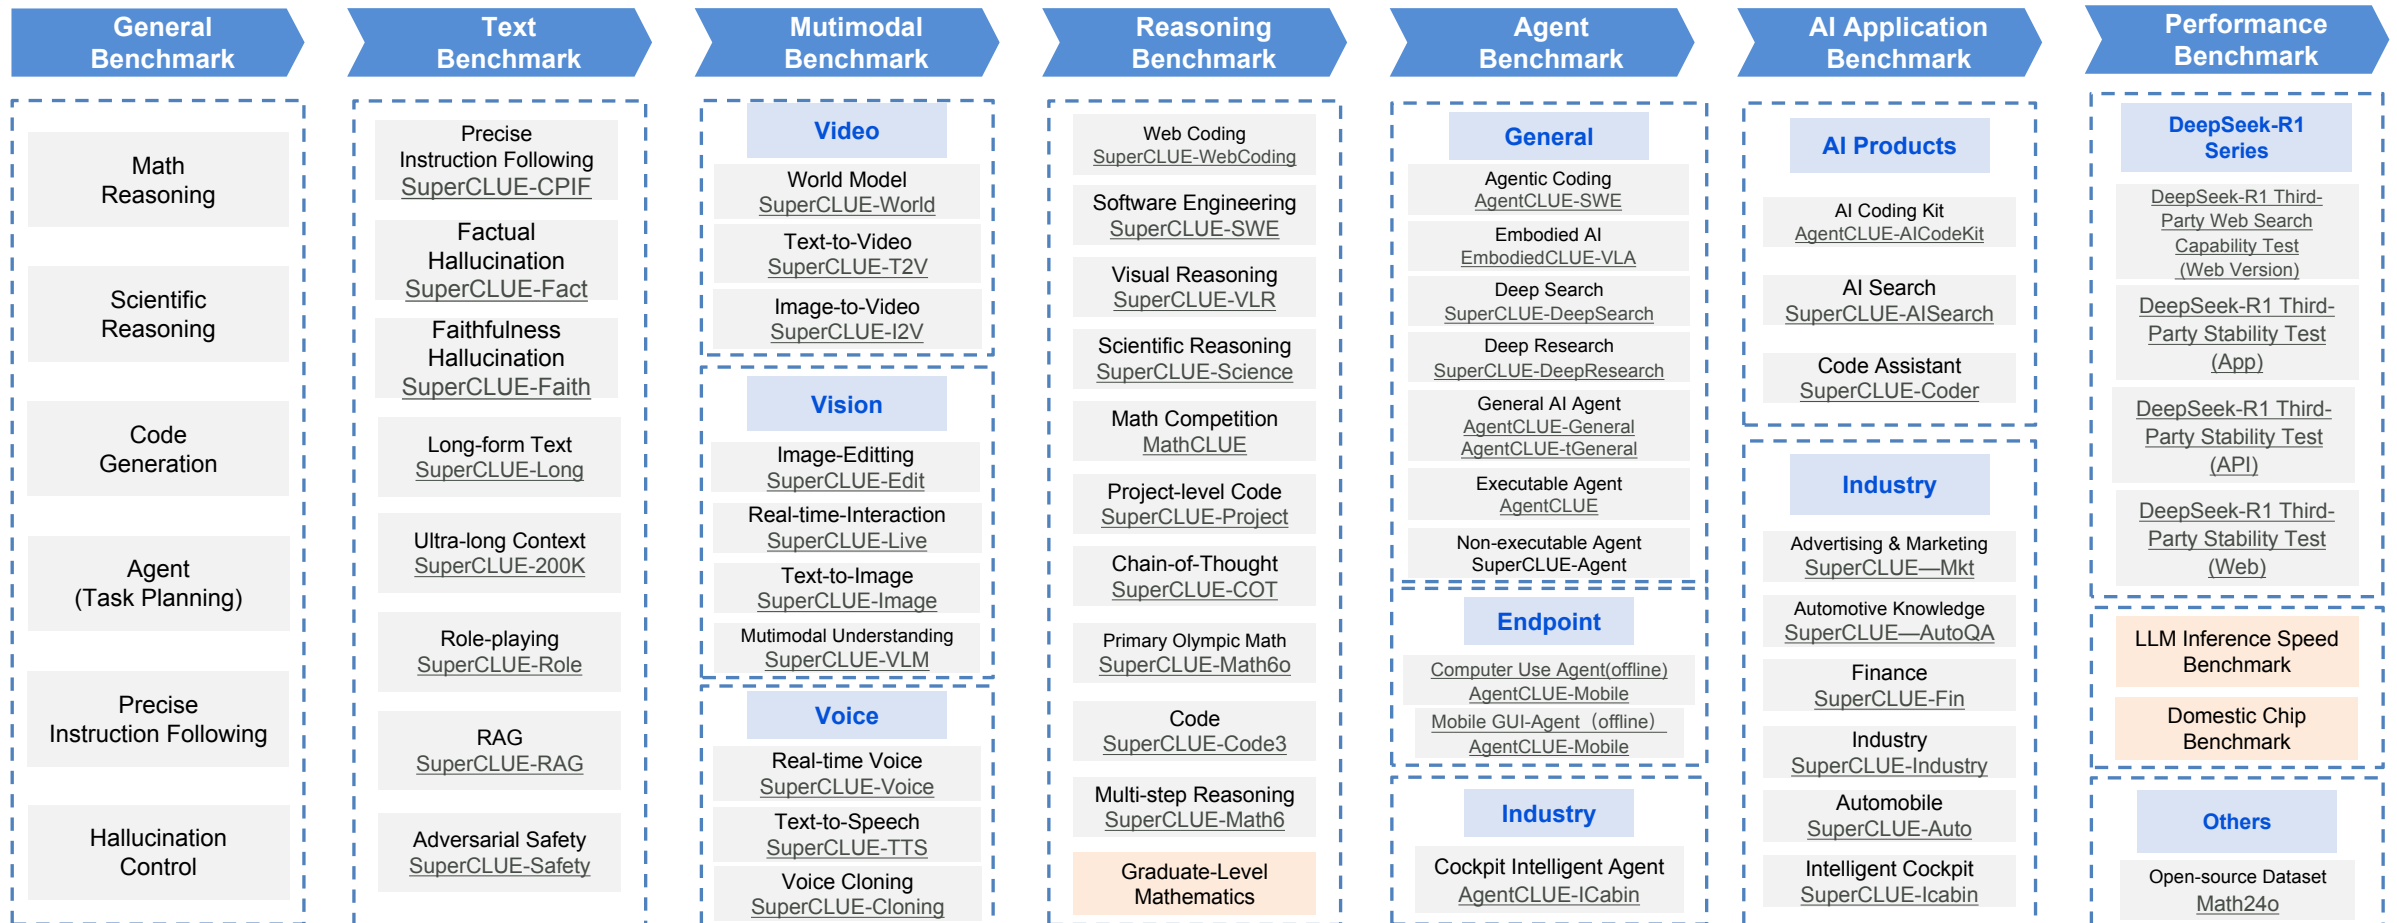 General
Benchmark
Math
Reasoning
Scientific
Reasoning
Code
Generation
Agent
(Task Planning)
Precise
Instruction Following
Hallucination
Control
Text
Benchmark
Precise
Instruction Following
SuperCLUE-CPIF
Factual
Hallucination
SuperCLUE-Fact
Faithfulness
Hallucination
SuperCLUE-Faith
Long-form Text
SuperCLUE-Long
Ultra-long Context
SuperCLUE-200K
Role-playing
SuperCLUE-Role
RAG
SuperCLUE-RAG
Adversarial Safety
SuperCLUE-Safety
Mutimodal
Benchmark
Video
World Model
SuperCLUE-World
Text-to-Video
SuperCLUE-T2V
Image-to-Video
SuperCLUE-I2V
Vision
Image-Editting
SuperCLUE-Edit
Real-time-Interaction
SuperCLUE-Live
Text-to-Image
SuperCLUE-Image
Mutimodal Understanding
SuperCLUE-VLM
Voice
Real-time Voice
SuperCLUE-Voice
Text-to-Speech
SuperCLUE-TTS
Voice Cloning
SuperCLUE-Cloning
Reasoning
Benchmark
Web Coding
SuperCLUE-WebCoding
Software Engineering
SuperCLUE-SWE
Visual Reasoning
SuperCLUE-VLR
Scientific Reasoning
SuperCLUE-Science
Math Competition
MathCLUE
Project-level Code
SuperCLUE-Project
Chain-of-Thought
SuperCLUE-COT
Primary Olympic Math
SuperCLUE-Math6o
Code
SuperCLUE-Code3
Multi-step Reasoning
SuperCLUE-Math6
Graduate-Level
Mathematics
Agent
Benchmark
General
Agentic Coding
AgentCLUE-SWE
Embodied AI
EmbodiedCLUE-VLA
Deep Search
SuperCLUE-DeepSearch
Deep Research
SuperCLUE-DeepResearch
General AI Agent
AgentCLUE-General
AgentCLUE-tGeneral
Executable Agent
AgentCLUE
Non-executable Agent
SuperCLUE-Agent
Endpoint
Computer Use Agent(offline)
AgentCLUE-Mobile
Mobile GUI-Agent（offline）
AgentCLUE-Mobile
Industry
Cockpit Intelligent Agent
AgentCLUE-ICabin
AI Application
Benchmark
AI Products
AI Coding Kit
AgentCLUE-AICodeKit
AI Search
SuperCLUE-AISearch
Code Assistant
SuperCLUE-Coder
Industry
Advertising & Marketing
SuperCLUE—Mkt
Automotive Knowledge
SuperCLUE—AutoQA
Finance
SuperCLUE-Fin
Industry
SuperCLUE-Industry
Automobile
SuperCLUE-Auto
Intelligent Cockpit
SuperCLUE-Icabin
Performance
Benchmark
DeepSeek-R1
Series
DeepSeek-R1 Third-
Party Web Search
Capability Test
(Web Version)
DeepSeek-R1 Third-
Party Stability Test
(App)
DeepSeek-R1 Third-
Party Stability Test
(API)
DeepSeek-R1 Third-
Party Stability Test
(Web)
LLM Inference Speed
Benchmark
Domestic Chip
Benchmark
Others
Open-source Dataset
Math24o